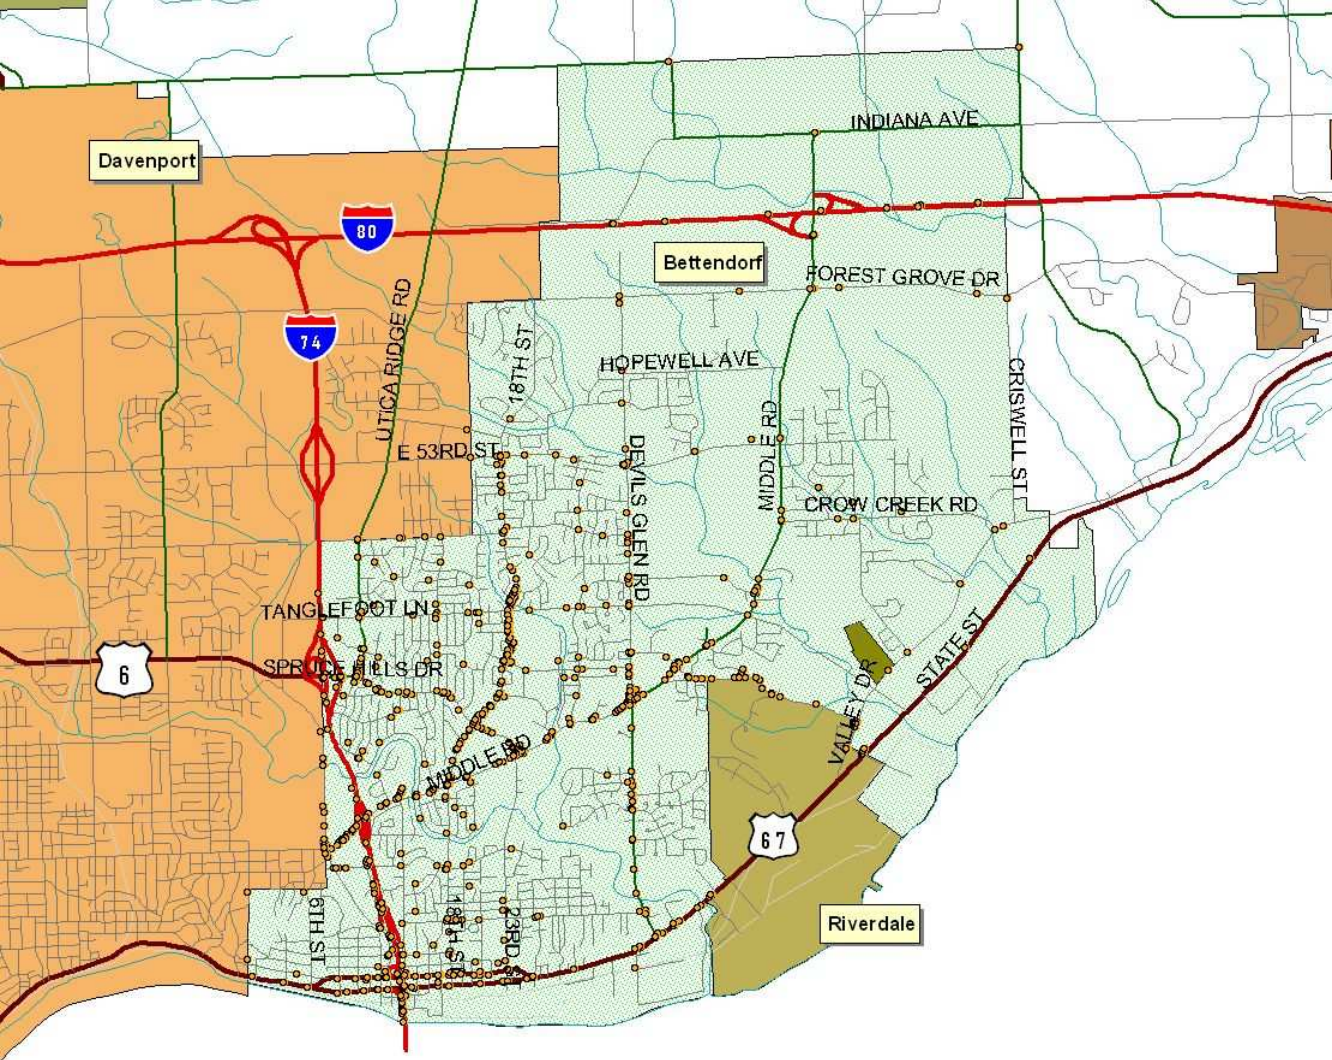 INDIANA AVE
Davenport
80
Bettendorf
FOREST GROVE DR
74
UTICA RIDGE RD
18TH ST
HOPEWELL AVE
CRISWELL ST
MIDDLE RD
E 53RD ST
DEVILS GLEN RD
CROW CREEK RD
TANGLEFOOT LN
6
SPRUCE HILLS DR
STATE ST
VALLEY DR
MIDDLE RD
67
6TH ST
18TH ST
23RD ST
Riverdale